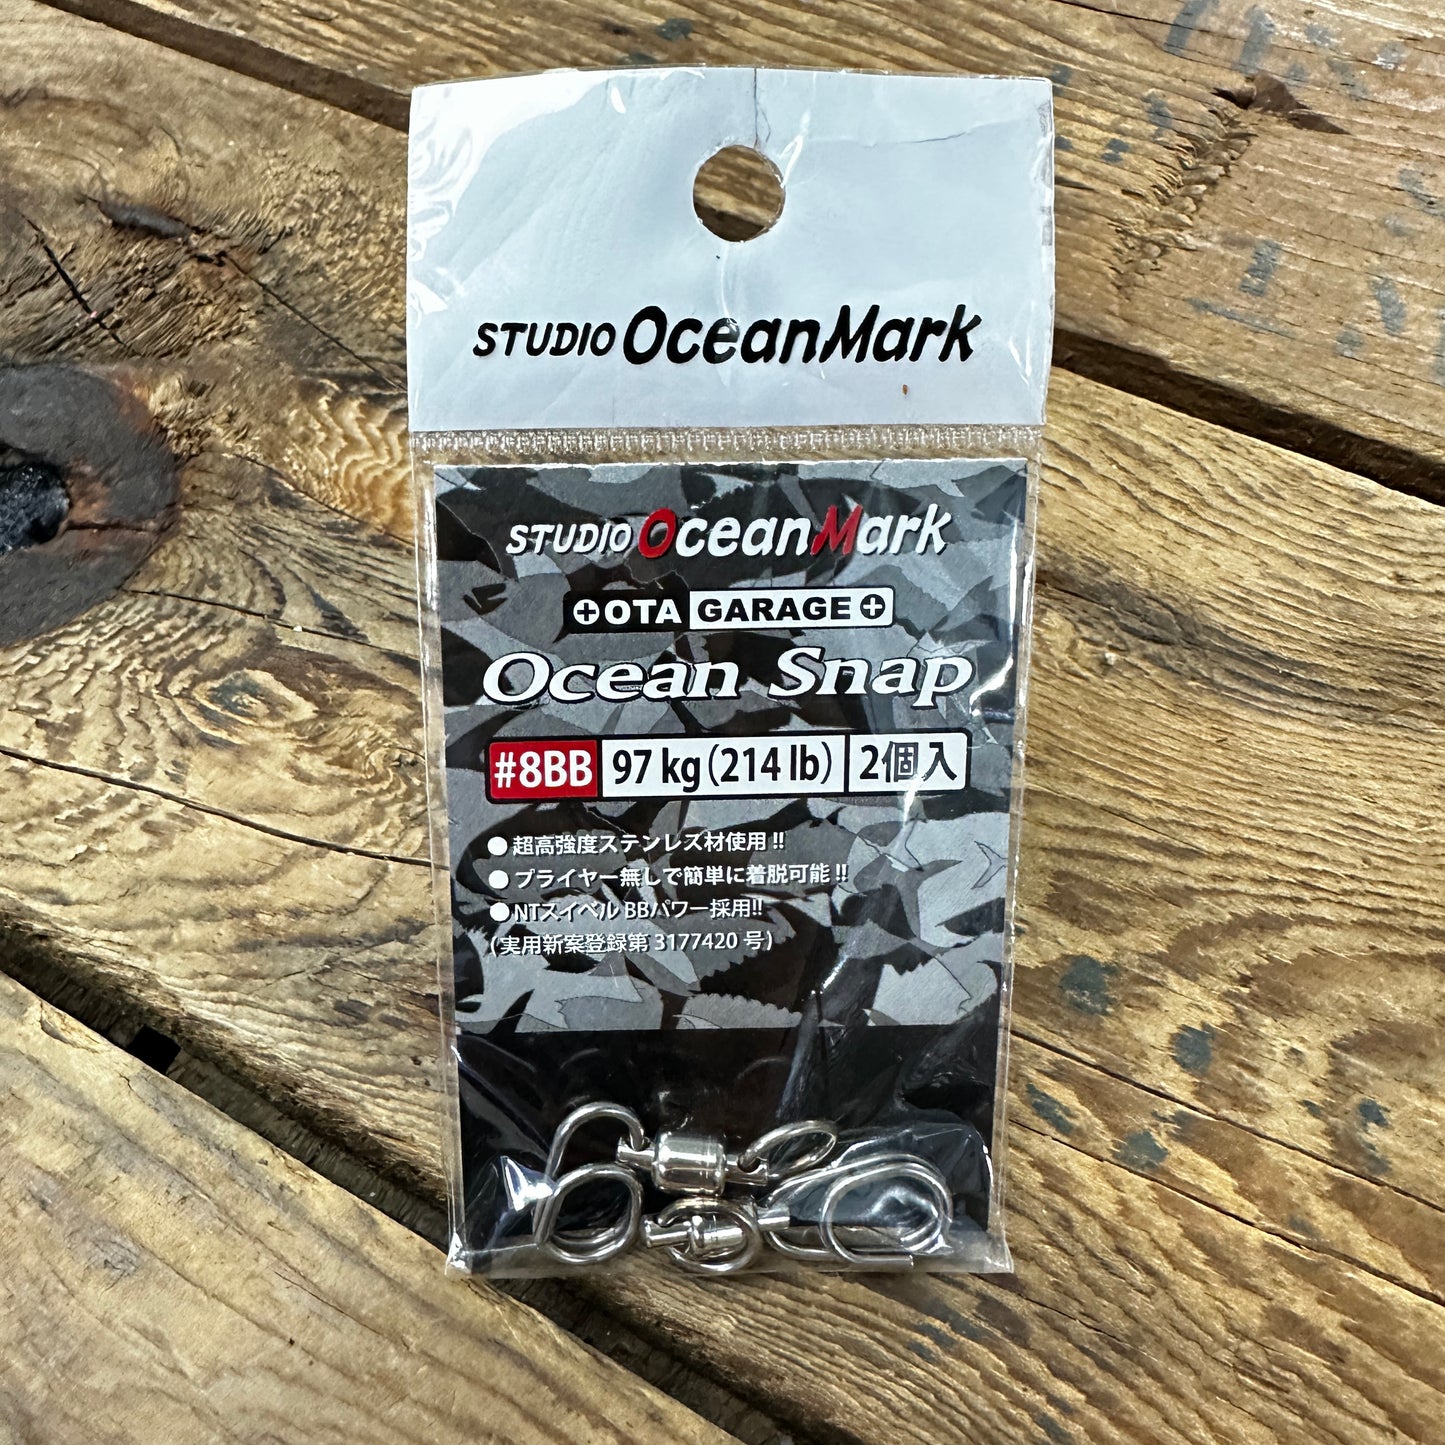 STUDIO OceanMark
STUDIO OceanMark
OTA GARAGE
Ocean Snap
#8BB 97 kg (214 lb) 2個入
●超高強度ステンレス材使用!!
●プライヤー無しで簡単に着脱可能!!
●NTスイベル BBパワー採用!!
(実用新案登録第 3177420 号)